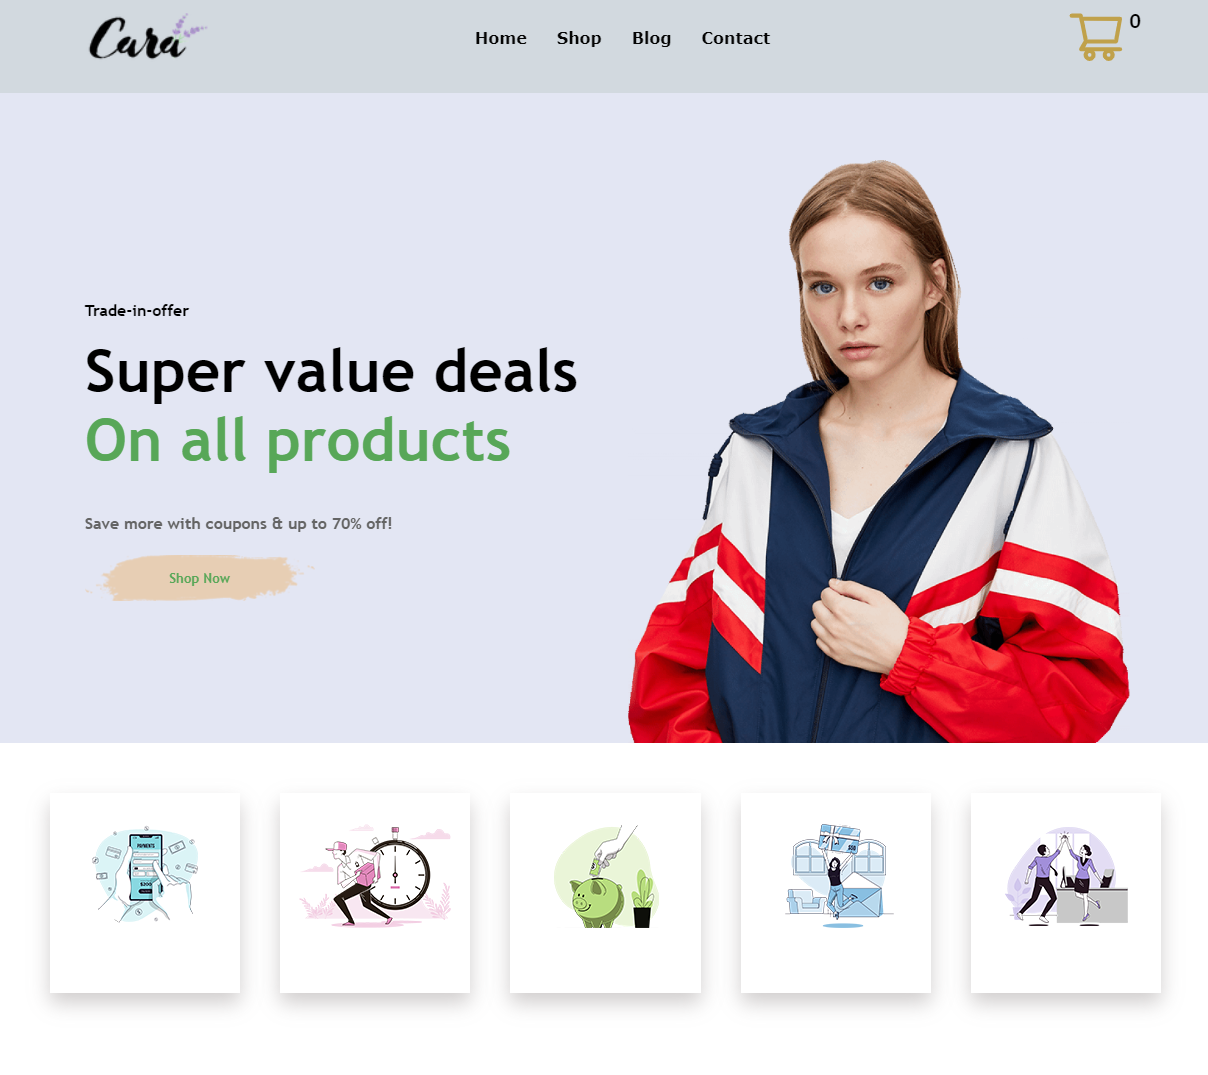 Cara
Home Shop Blog Contact
0
Trade-in-offer
Super value deals
On all products
Save more with coupons & up to 70% off!
Shop Now
PAYMENTS
$200
$50